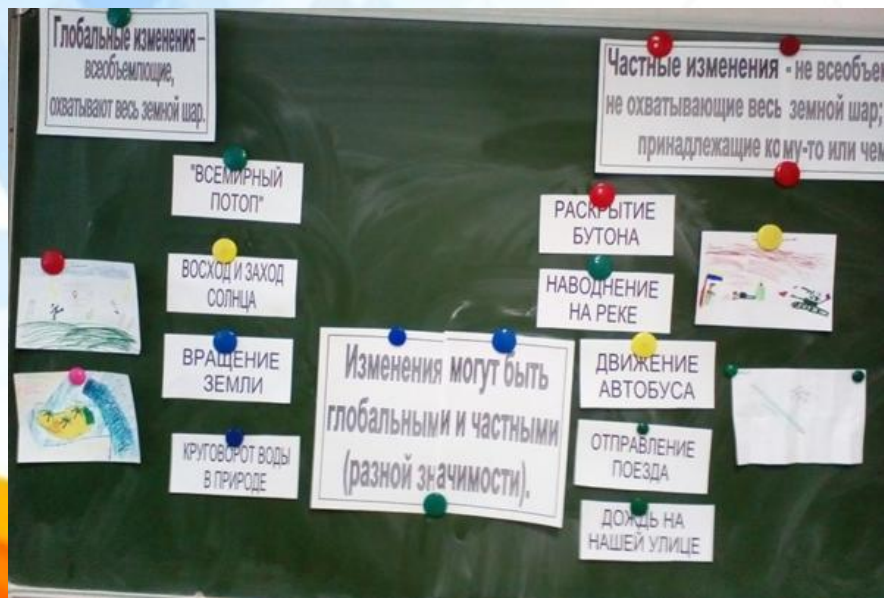 Глобальные изменения –
всеобъемлющие,
охватывают весь земной шар.
"ВСЕМИРНЫЙ
ПОТОП"
ВОСХОД И ЗАХОД
СОЛНЦА
ВРАЩЕНИЕ
ЗЕМЛИ
КРУГОВОРОТ ВОДЫ
В ПРИРОДЕ
Изменения могут быть
глобальными и частными
(разной значимости).
Частные изменения - не всеобъе
не охватывающие весь земной шар;
принадлежащие кому-то или чем
РАСКРЫТИЕ
БУТОНА
НАВОДНЕНИЕ
НА РЕКЕ
ДВИЖЕНИЕ
АВТОБУСА
ОТПРАВЛЕНИЕ
ПОЕЗДА
ДОЖДЬ НА
НАШЕЙ УЛИЦЕ